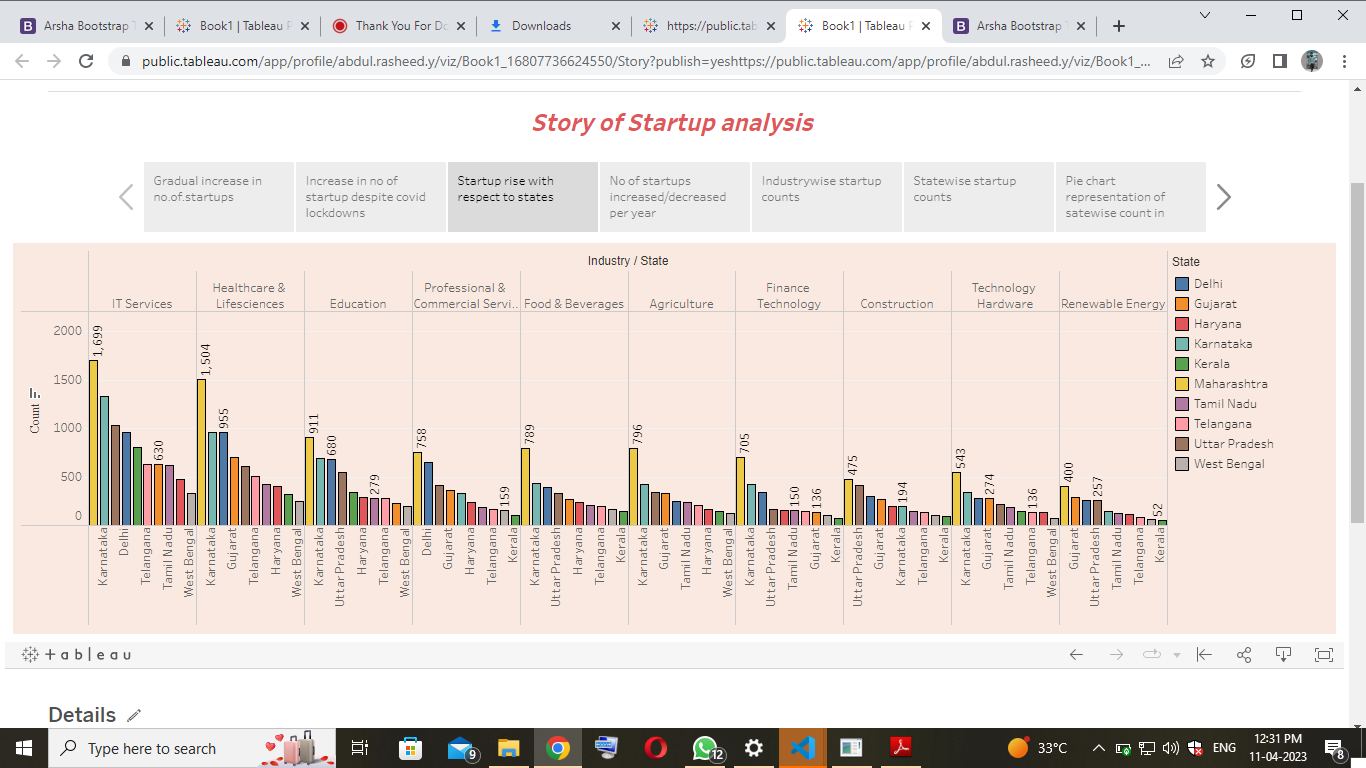 Arsha Bootstrap T
Book1 | Tableau P
Thank You For Do
Downloads
https://public.tab
Book1 | Tableau P
Arsha Bootstrap T
public.tableau.com/app/profile/abdul.rasheed.y/viz/Book1_16807736624550/Story?publish=yeshttps://public.tableau.com/app/profile/abdul.rasheed.y/viz/Book1_...
Story of Startup analysis
Gradual increase in
no.of.startups
Increase in no of
startup despite covid
lockdowns
Startup rise with
respect to states
No of startups
increased/decreased
per year
Industrywise startup
counts
Statewise startup
counts
Pie chart
representation of
satewise count in
Industry / State
IT Services
Healthcare &
Lifesciences
Education
Professional &
Commercial Servi..
Food & Beverages
Agriculture
Finance
Technology
Construction
Technology
Hardware
Renewable Energy
Count
2000
1500
1000
500
0
1,699
630
1,504
955
911
680
279
758
159
789
796
705
150
136
475
194
543
274
136
400
257
52
Karnataka
Delhi
Telangana
Tamil Nadu
West Bengal
Karnataka
Gujarat
Telangana
Haryana
West Bengal
Karnataka
Uttar Pradesh
Haryana
Telangana
West Bengal
Delhi
Gujarat
Haryana
Telangana
Kerala
Karnataka
Uttar Pradesh
Haryana
Telangana
Kerala
Karnataka
Gujarat
Tamil Nadu
Haryana
West Bengal
Karnataka
Uttar Pradesh
Tamil Nadu
Gujarat
Kerala
Uttar Pradesh
Gujarat
Karnataka
Telangana
Kerala
Karnataka
Gujarat
Tamil Nadu
Telangana
West Bengal
Gujarat
Uttar Pradesh
Tamil Nadu
Telangana
Kerala
State
Delhi
Gujarat
Haryana
Karnataka
Kerala
Maharashtra
Tamil Nadu
Telangana
Uttar Pradesh
West Bengal
+ a b | e a u
Details
Type here to search
9
12
33°C
ENG
12:31 PM
11-04-2023
8